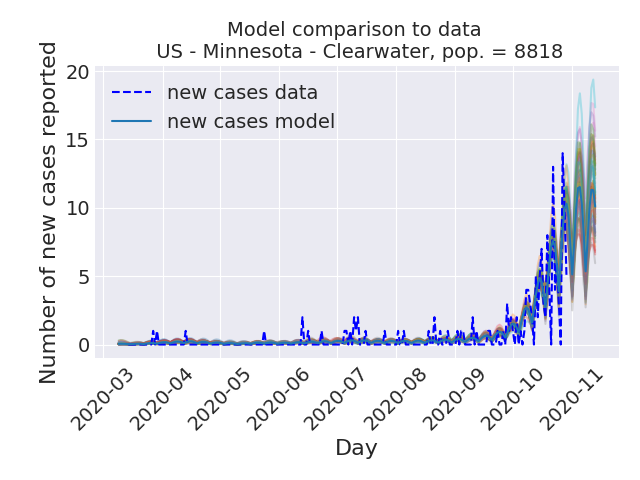 Model comparison to data
US - Minnesota - Clearwater, pop. = 8818
Number of new cases reported
20
15
10
5
0
new cases data
new cases model
2020-03
2020-04
2020-05
2020-06
2020-07
2020-08
2020-09
2020-10
2020-11
Day